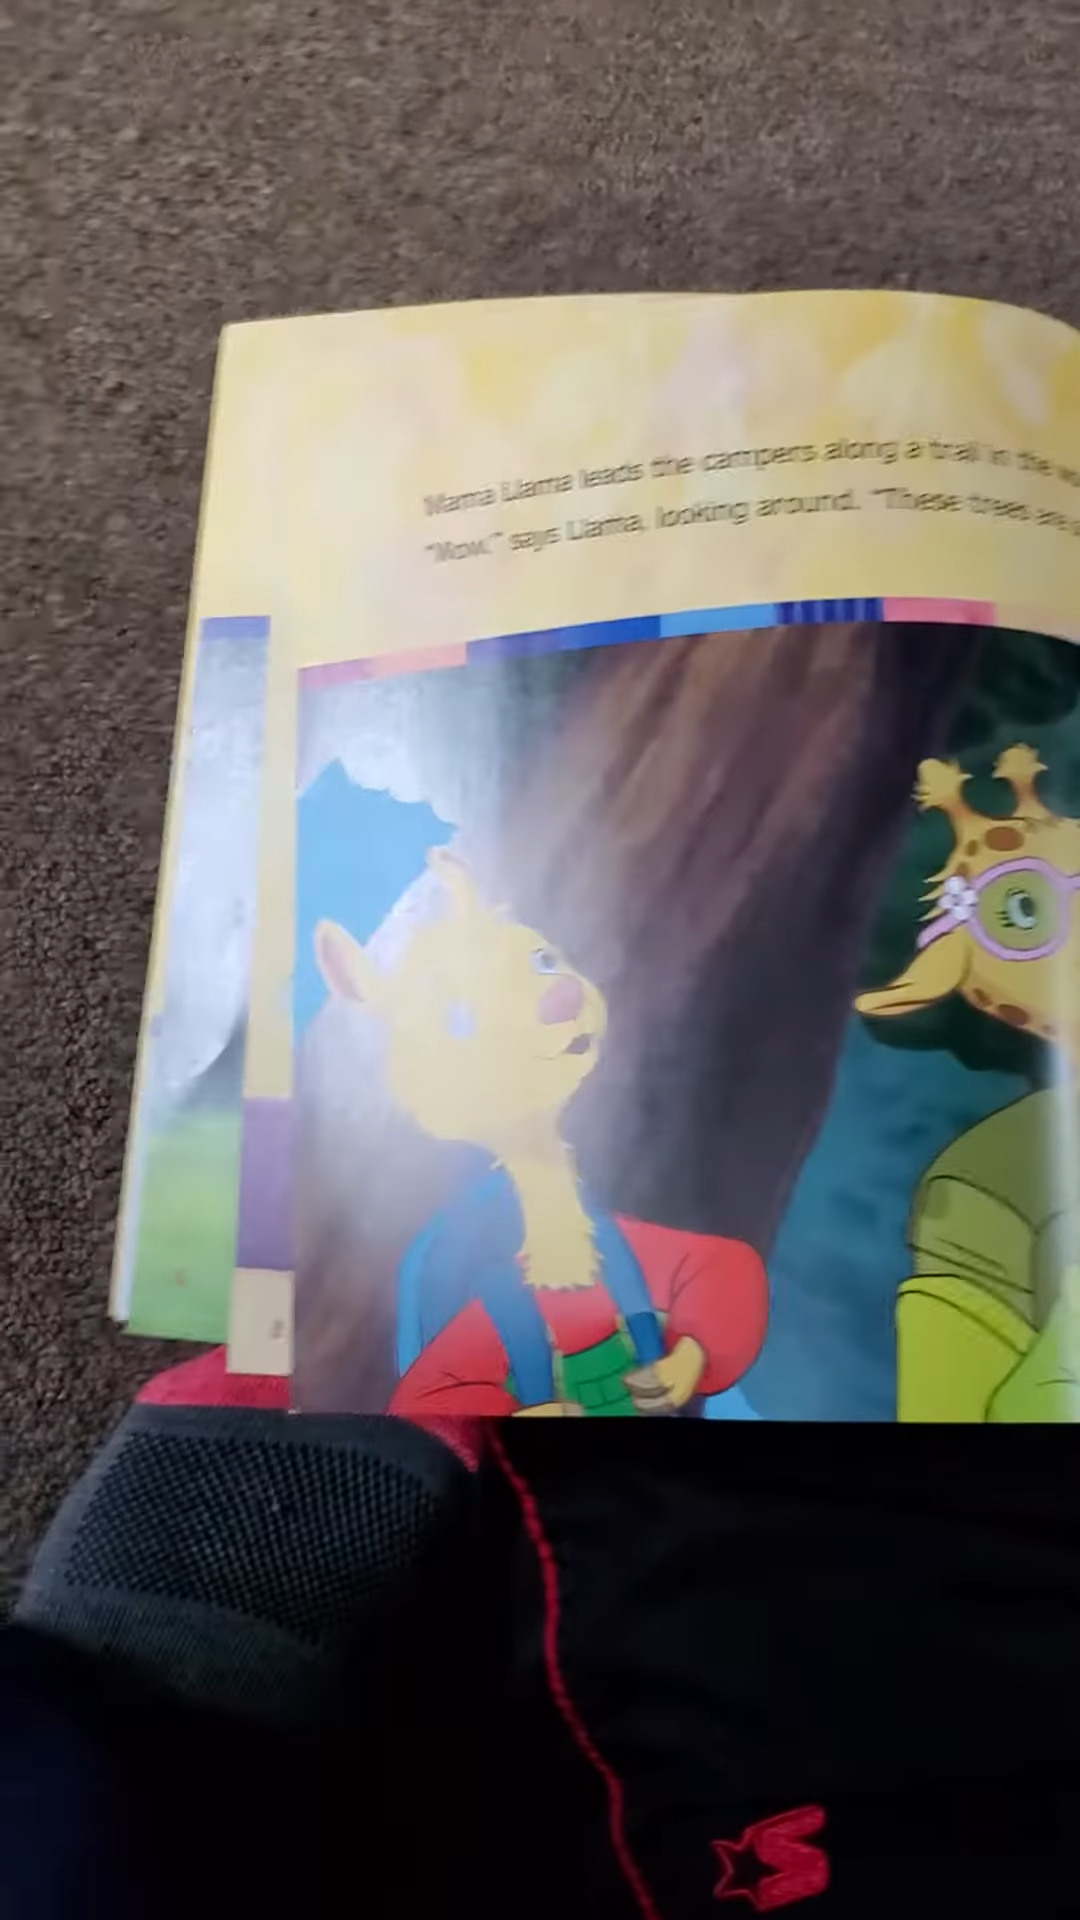 Mama Llama leads the campers along a trail in the
"Wow," says Llama, looking around. "These trees are